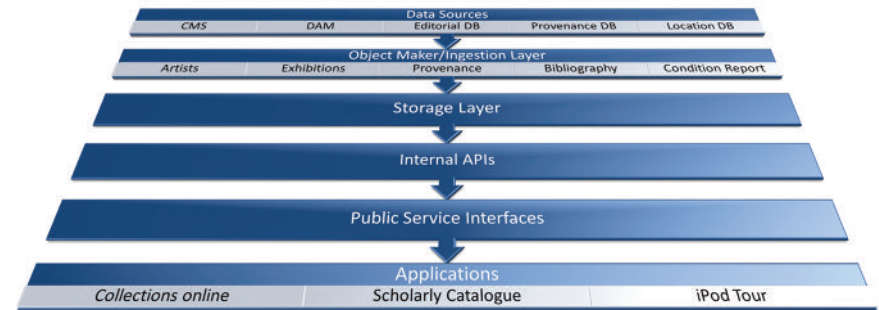 Data Sources
CMS DAM Editorial DB Provenance DB Location DB
Object Maker/Ingestion Layer
Artists Exhibitions Provenance Bibliography Condition Report
Storage Layer
Internal APIs
Public Service Interfaces
Applications
Collections online Scholarly Catalogue iPod Tour